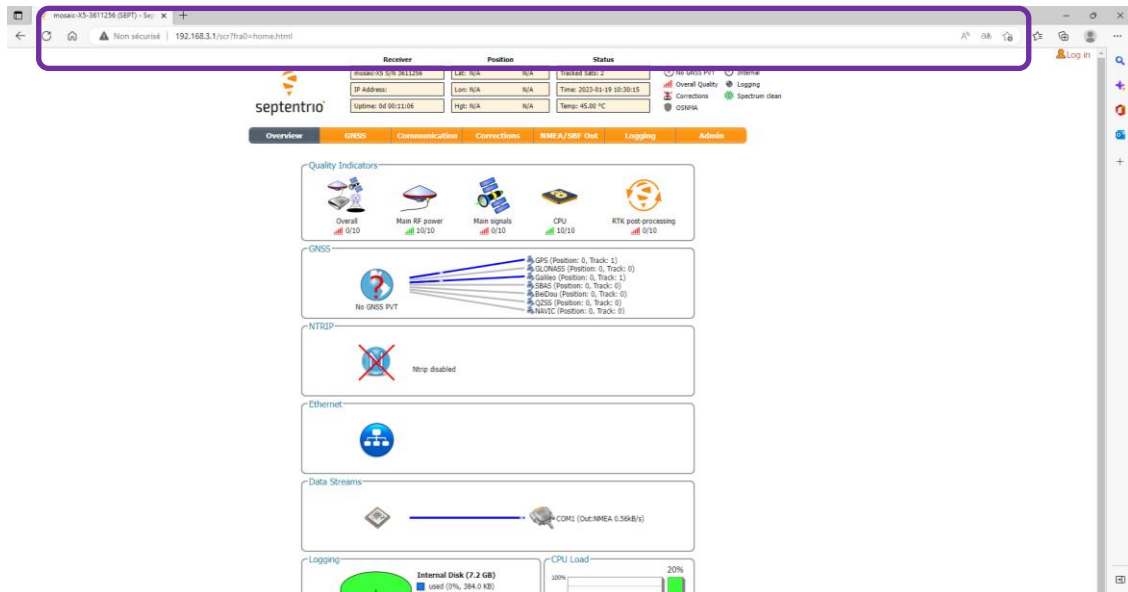 mosaic-X5-3611256 (SEPT) - Sep
Non sécurisé | 192.168.3.1/scr?fra0=home.html
Log in
Receiver Position Status
mosaic-X5 S/N 3611256 Lat: N/A N/A Tracked Sats: 2 No GNSS PVT Internal
IP Address: Lon: N/A N/A Time: 2023-01-19 10:30:15 Overall Quality Logging
Corrections Spectrum clean
Uptime: 0d 00:11:06 Hgt: N/A N/A Temp: 45.00 °C OSNMA
septentrio
Overview GNSS Communication Corrections NMEA/SBF Out Logging Admin
Quality Indicators
Overall Main RF power Main signals CPU RTK post-processing
0/10 10/10 0/10 10/10 0/10
GNSS
GPS (Position: 0, Track: 1)
GLONASS (Position: 0, Track: 0)
Galileo (Position: 0, Track: 1)
SBAS (Position: 0, Track: 0)
BeiDou (Position: 0, Track: 0)
QZSS (Position: 0, Track: 0)
NAVIC (Position: 0, Track: 0)
No GNSS PVT
NTRIP
Ntrip disabled
Ethernet
Data Streams
COM1 (Out:NMEA 0.56kB/s)
Logging CPU Load
20%
Internal Disk (7.2 GB) 100%
used (0%, 384.0 KB)